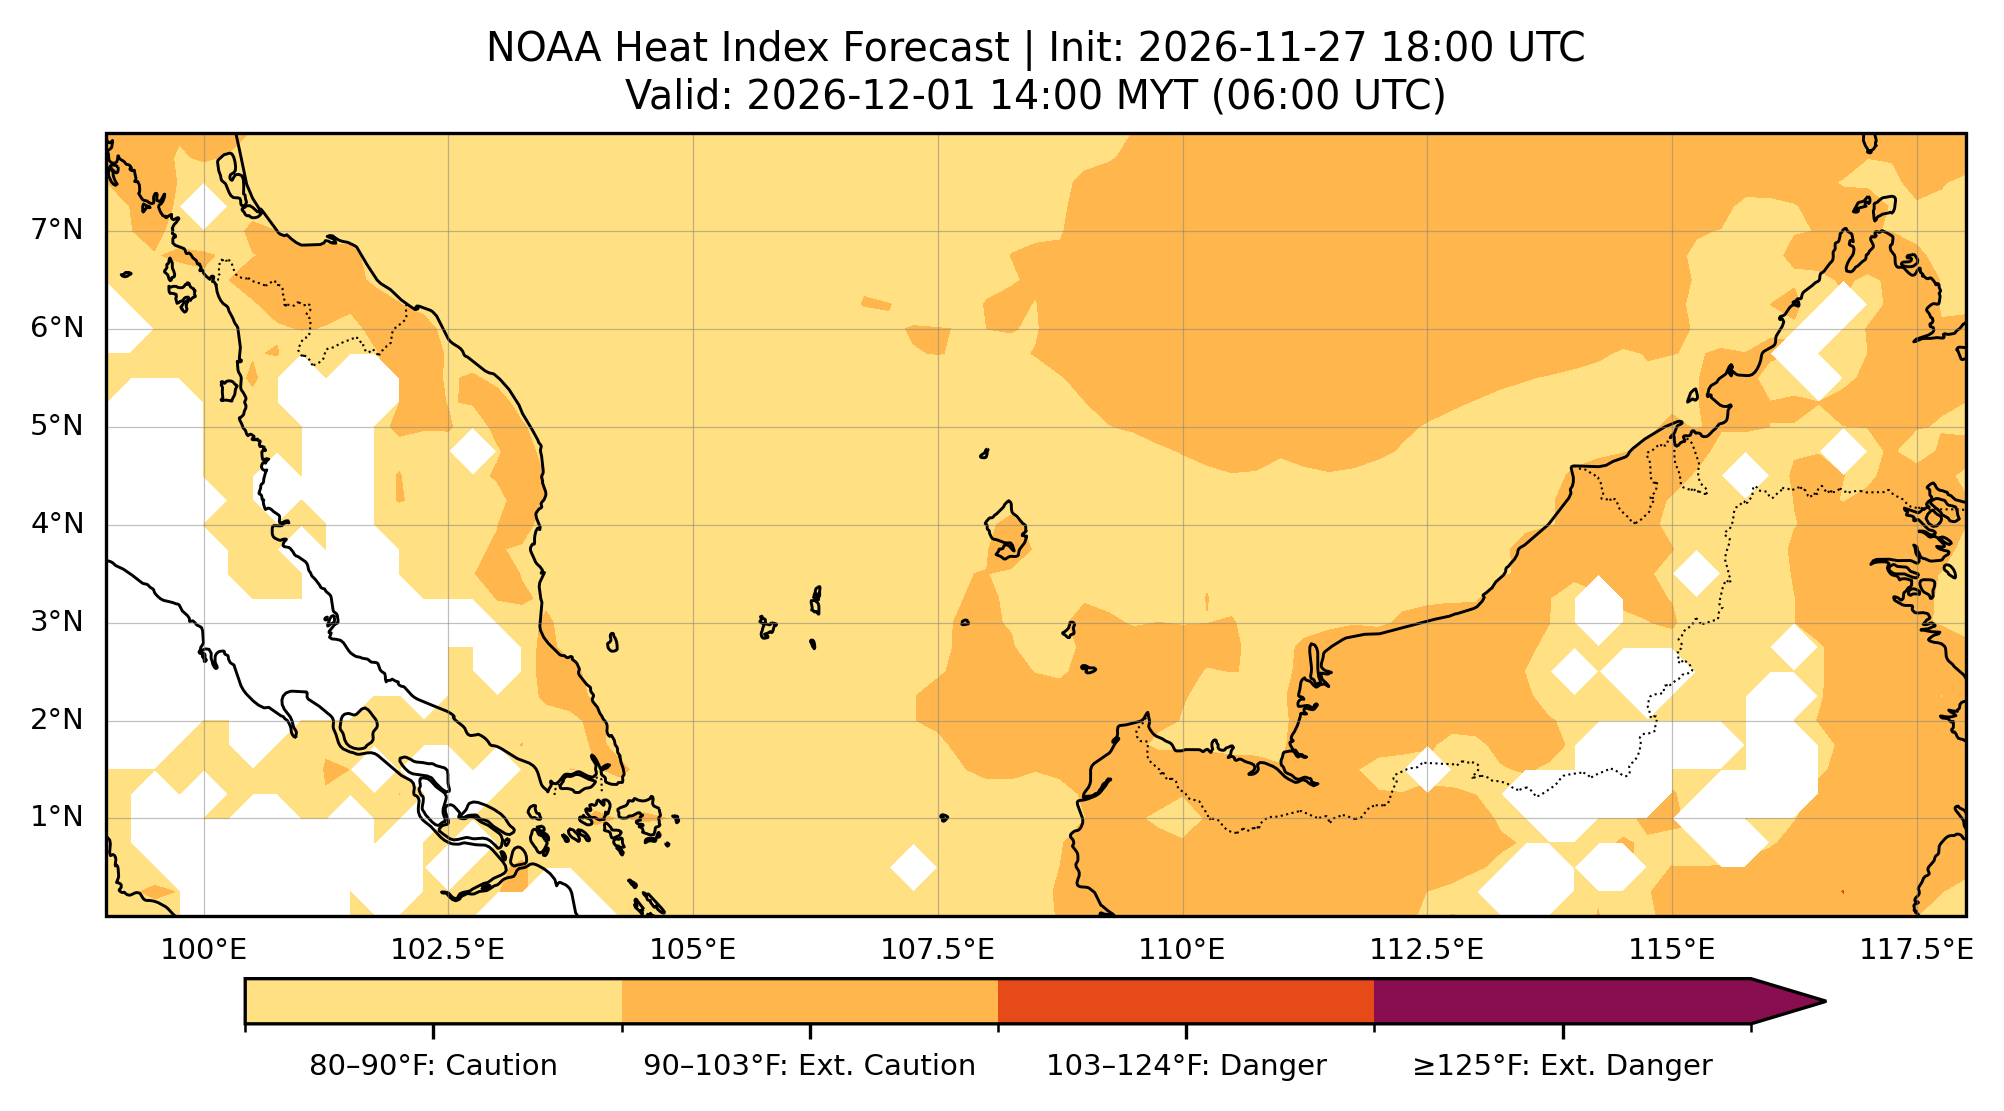 NOAA Heat Index Forecast | Init: 2026-11-27 18:00 UTC
Valid: 2026-12-01 14:00 MYT (06:00 UTC)
7°N
6°N
5°N
4°N
3°N
2°N
1°N
100°E 102.5°E 105°E 107.5°E 110°E 112.5°E 115°E 117.5°E
80–90°F: Caution 90–103°F: Ext. Caution 103–124°F: Danger ≥125°F: Ext. Danger